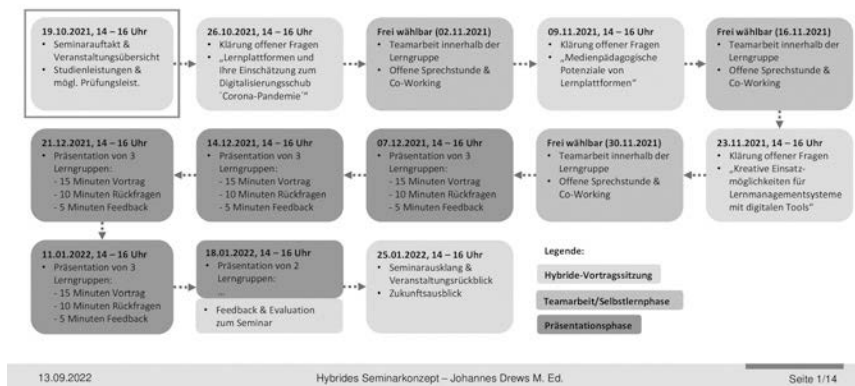 19.10.2021, 14 – 16 Uhr
• Seminarauftakt &
Veranstaltungsübersicht
• Studienleistungen &
mögl. Prüfungsleist.
26.10.2021, 14 – 16 Uhr
• Klärung offener Fragen
• „Lernplattformen und
Ihre Einschätzung zum
Digitalisierungsschub
´Corona-Pandemie´“
Frei wählbar (02.11.2021)
• Teamarbeit innerhalb der
Lerngruppe
• Offene Sprechstunde &
Co-Working
09.11.2021, 14 – 16 Uhr
• Klärung offener Fragen
• „Medienpädagogische
Potenziale von
Lernplattformen“
Frei wählbar (16.11.2021)
• Teamarbeit innerhalb der
Lerngruppe
• Offene Sprechstunde &
Co-Working
23.11.2021, 14 – 16 Uhr
• Klärung offener Fragen
• „Kreative Einsatz-
möglichkeiten für
Lernmanagementsysteme
mit digitalen Tools“
Frei wählbar (30.11.2021)
• Teamarbeit innerhalb der
Lerngruppe
• Offene Sprechstunde &
Co-Working
07.12.2021, 14 – 16 Uhr
• Präsentation von 3
Lerngruppen:
- 15 Minuten Vortrag
- 10 Minuten Rückfragen
- 5 Minuten Feedback
14.12.2021, 14 – 16 Uhr
• Präsentation von 3
Lerngruppen:
- 15 Minuten Vortrag
- 10 Minuten Rückfragen
- 5 Minuten Feedback
21.12.2021, 14 – 16 Uhr
• Präsentation von 3
Lerngruppen:
- 15 Minuten Vortrag
- 10 Minuten Rückfragen
- 5 Minuten Feedback
11.01.2022, 14 – 16 Uhr
• Präsentation von 3
Lerngruppen:
- 15 Minuten Vortrag
- 10 Minuten Rückfragen
- 5 Minuten Feedback
18.01.2022, 14 – 16 Uhr
• Präsentation von 2
Lerngruppen:
...
• Feedback & Evaluation
zum Seminar
25.01.2022, 14 – 16 Uhr
• Seminarausklang &
Veranstaltungsrückblick
• Zukunftsausblick
Legende:
Hybride-Vortragssitzung
Teamarbeit/Selbstlernphase
Präsentationsphase
13.09.2022 Hybrides Seminarkonzept – Johannes Drews M. Ed. Seite 1/14